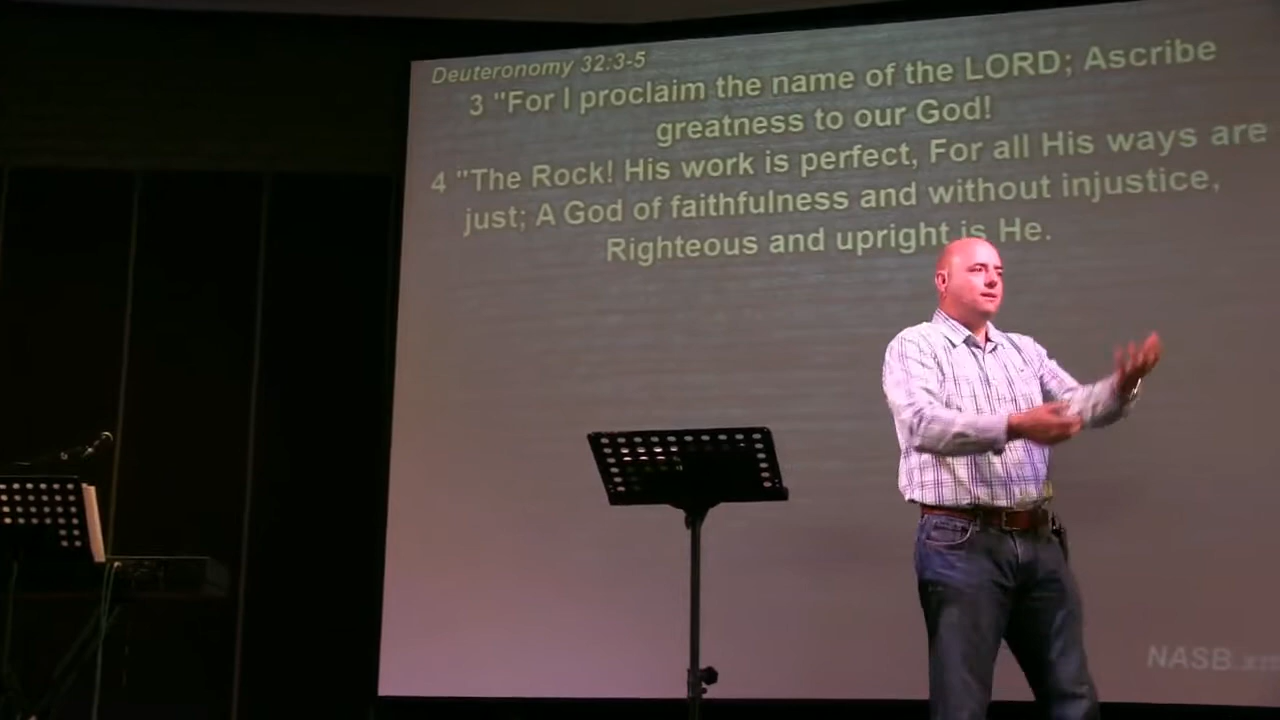 Deuteronomy 32:3-5
3 "For I proclaim the name of the LORD; Ascribe
greatness to our God!
4 "The Rock! His work is perfect, For all His ways are
just; A God of faithfulness and without injustice,
Righteous and upright is He.
NASB